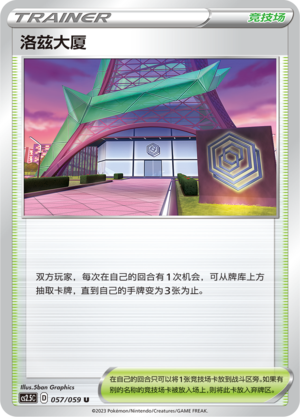 TRAINER
竞技场
洛兹大厦
双方玩家，每次在自己的回合有1次机会，可从牌库上方
抽取卡牌，直到自己的手牌变为3张为止。
Illus.5ban Graphics
CS2.5C D 057/059 U
在自己的回合只可以将1张竞技场卡放到战斗区旁。如果有
别的名称的竞技场卡被放入场上，则将此卡放入弃牌区。
©2023 Pokémon/Nintendo/Creatures/GAME FREAK.